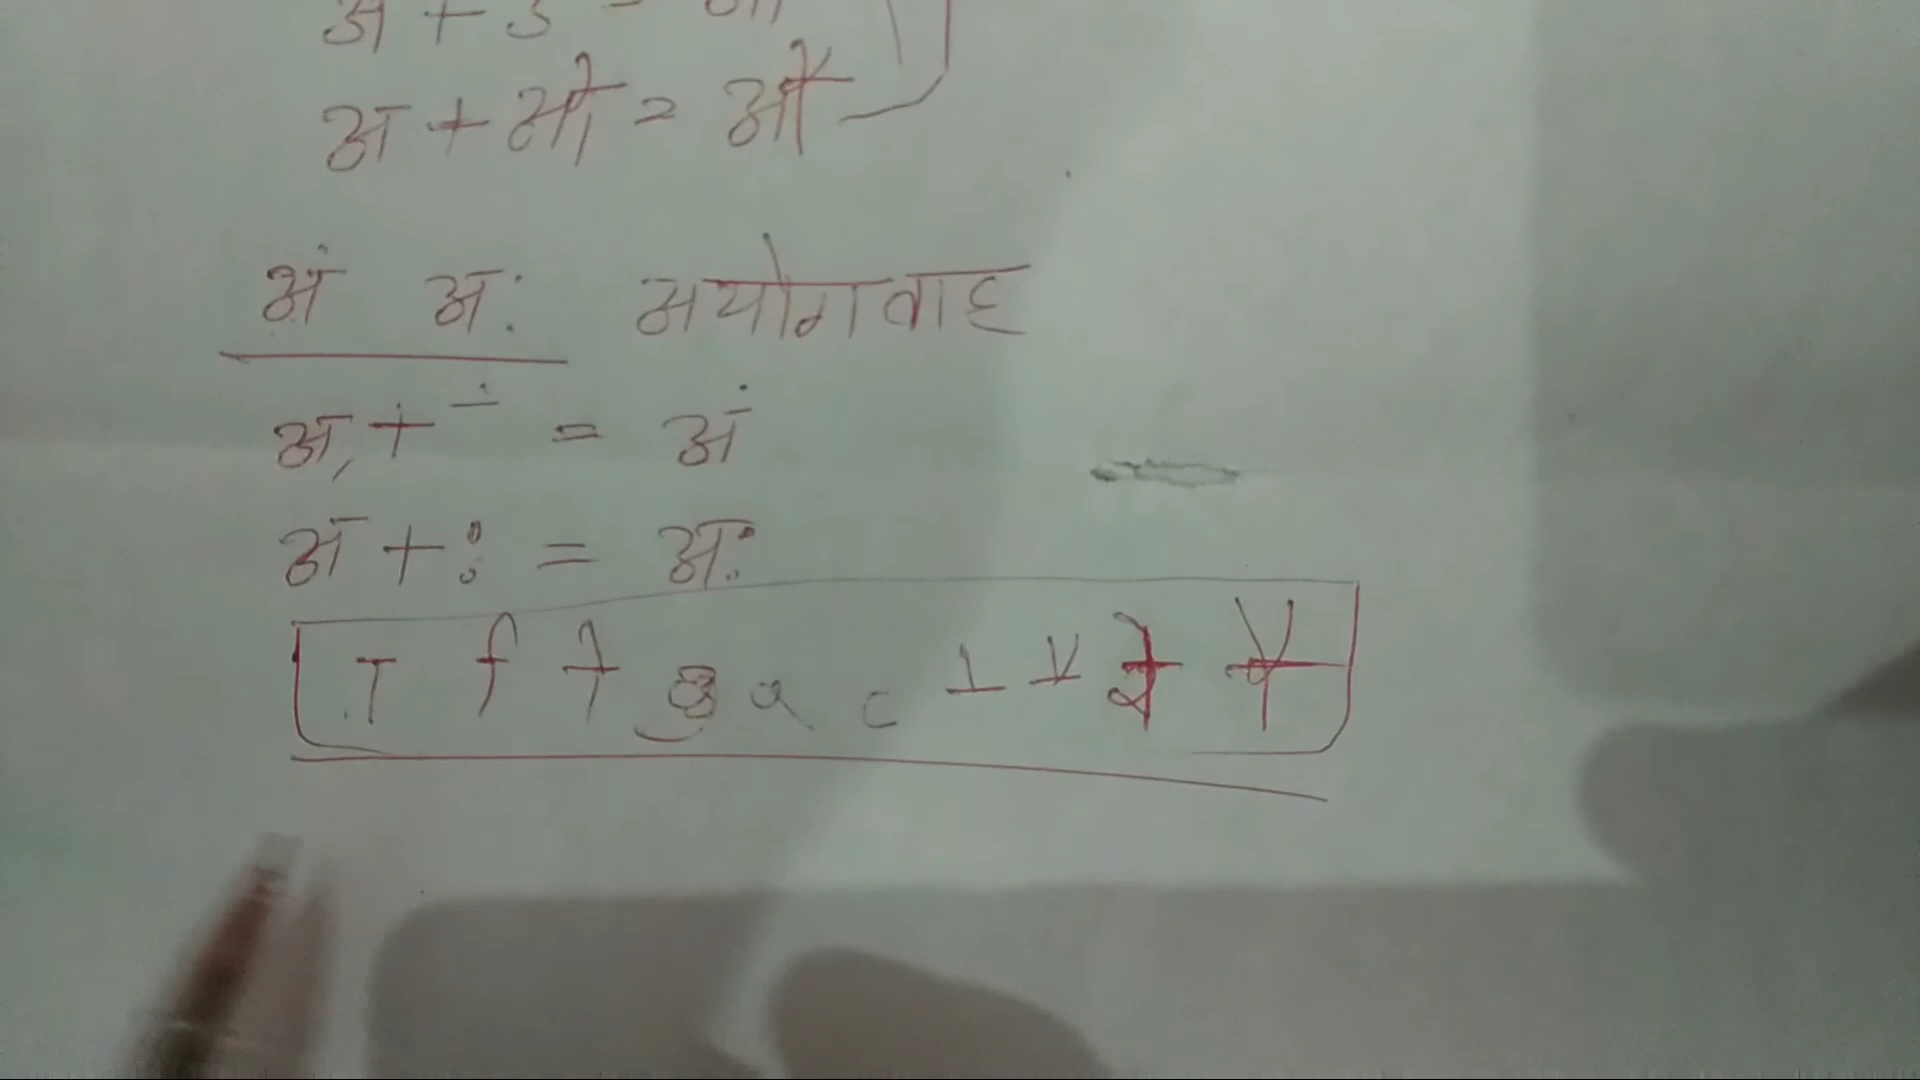 अ + उ = ओ
अ + ओ = औ
अं अः अयोगवाह
अ, + ं = अं
अ + : = अः
ा ि ी ु ृ े ै